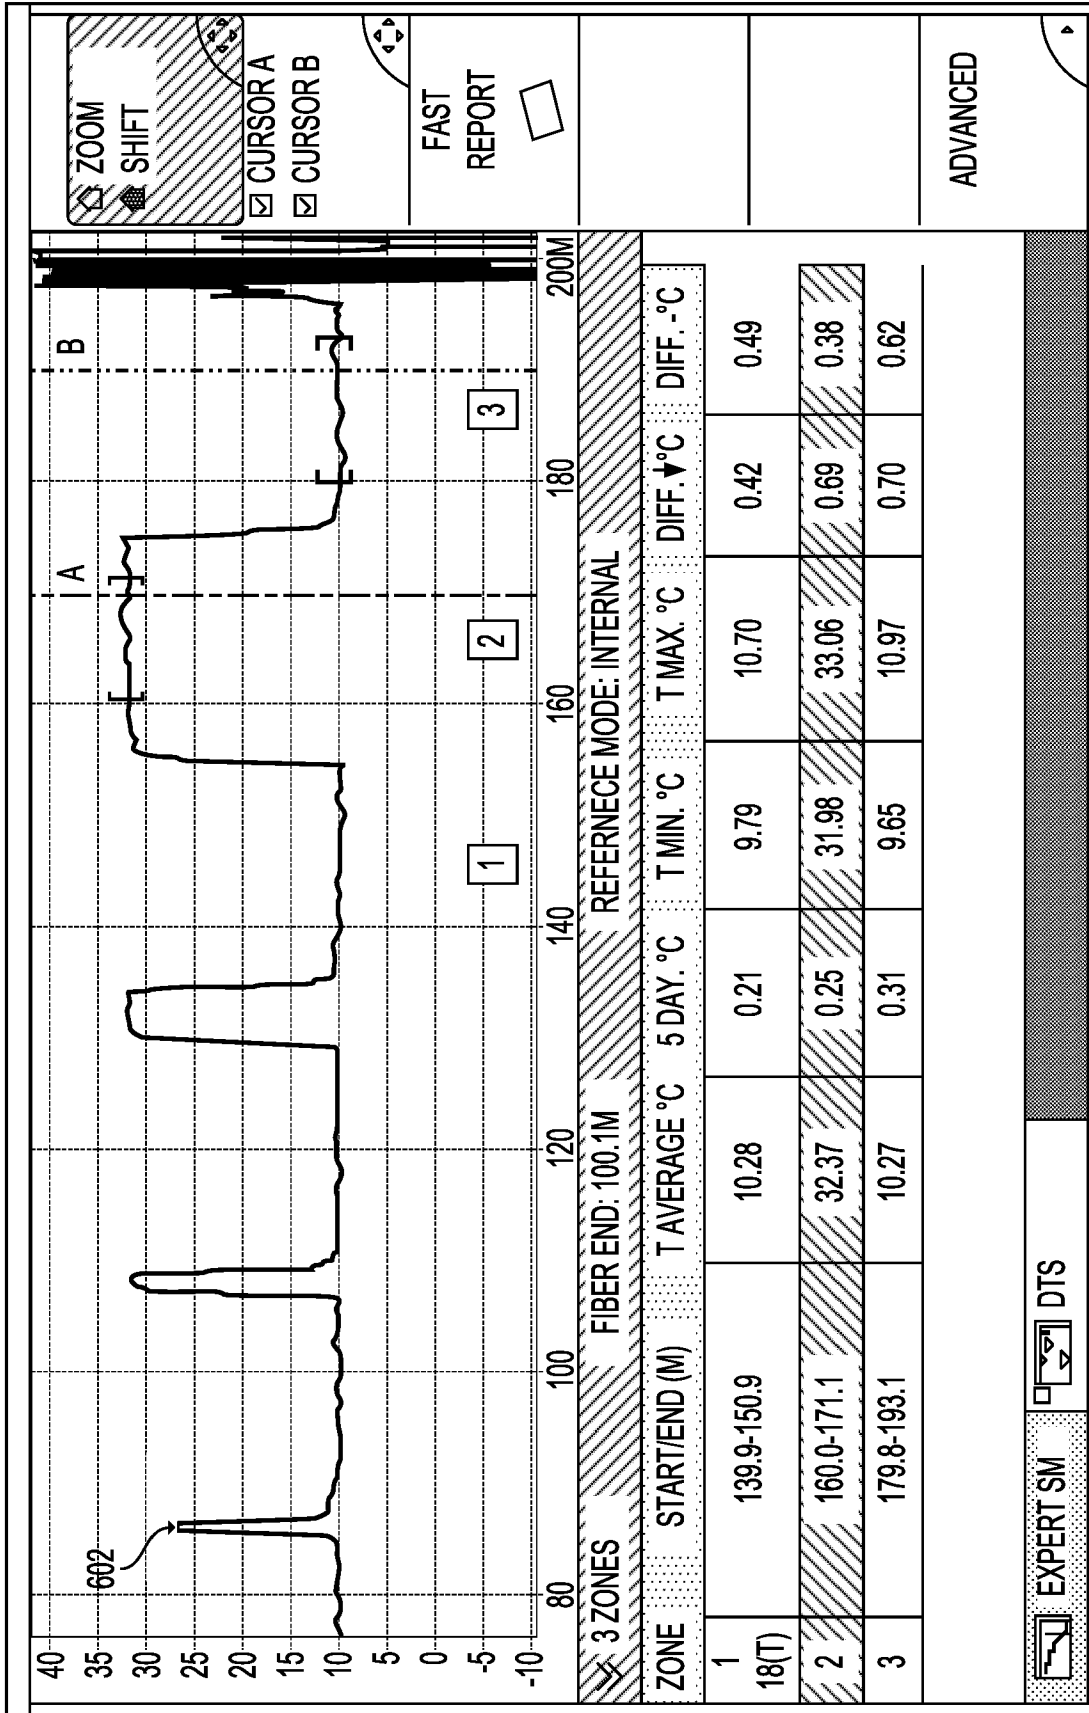 40
35
30
25
20
15
10
5
0
-5
-10
602
A
B
1
2
3
80
100
120
140
160
180
200M
ZOOM
SHIFT
CURSOR A
CURSOR B
FAST
REPORT
ADVANCED
3 ZONES FIBER END: 100.1M REFERNECE MODE: INTERNAL
ZONE START/END (M) T AVERAGE °C 5 DAY. °C T MIN. °C T MAX. °C DIFF. °C DIFF. -°C
1 139.9-150.9 10.28 0.21 9.79 10.70 0.42 0.49
18(T)
2 160.0-171.1 32.37 0.25 31.98 33.06 0.69 0.38
3 179.8-193.1 10.27 0.31 9.65 10.97 0.70 0.62
EXPERT SM DTS